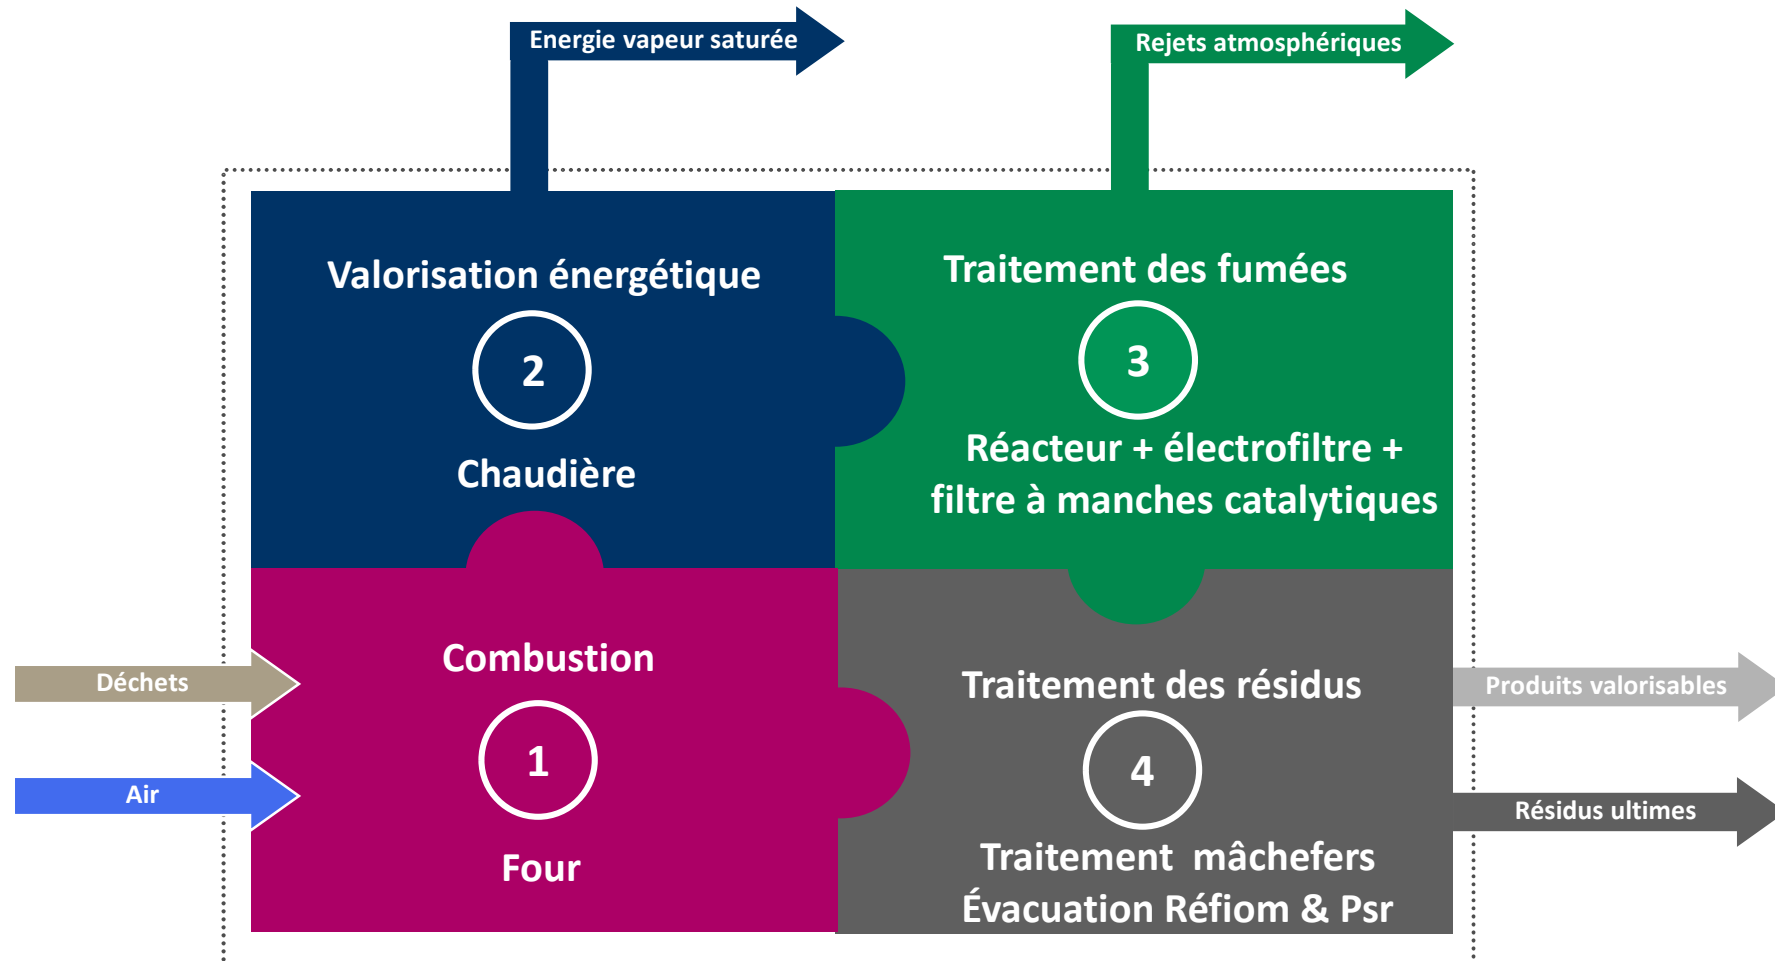 Energie vapeur saturée
Rejets atmosphériques
Valorisation énergétique
2
Chaudière
Traitement des fumées
3
Réacteur + électrofiltre +
filtre à manches catalytiques
Déchets
Air
Combustion
1
Four
Traitement des résidus
4
Traitement mâchefers
Évacuation Réfiom & Psr
Produits valorisables
Résidus ultimes